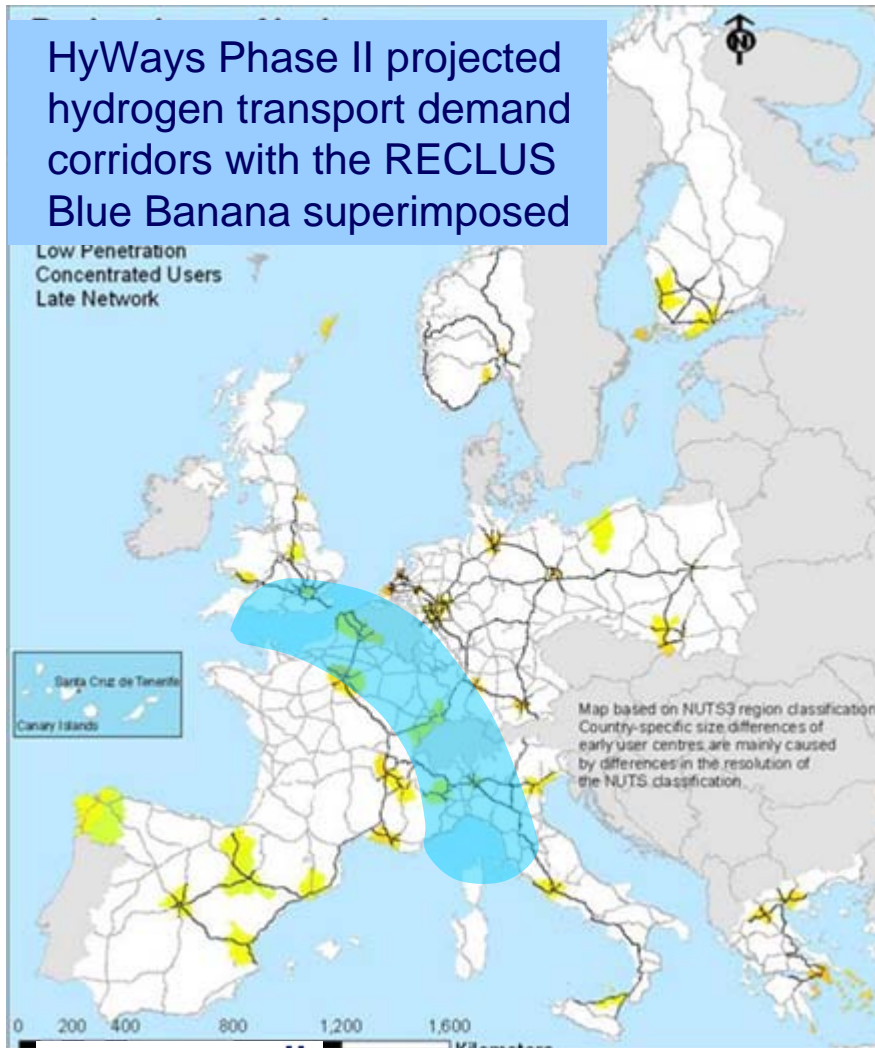 HyWays Phase II projected
hydrogen transport demand
corridors with the RECLUS
Blue Banana superimposed
N
Low Penetration
Concentrated Users
Late Network
Santa Cruz de Tenerife
Canary Islands
Map based on NUTS3 region classification
Country-specific size differences of
early user centres are mainly caused
by differences in the resolution of
the NUTS classification
0 200 400 800 1,200 1,600
Kilometers